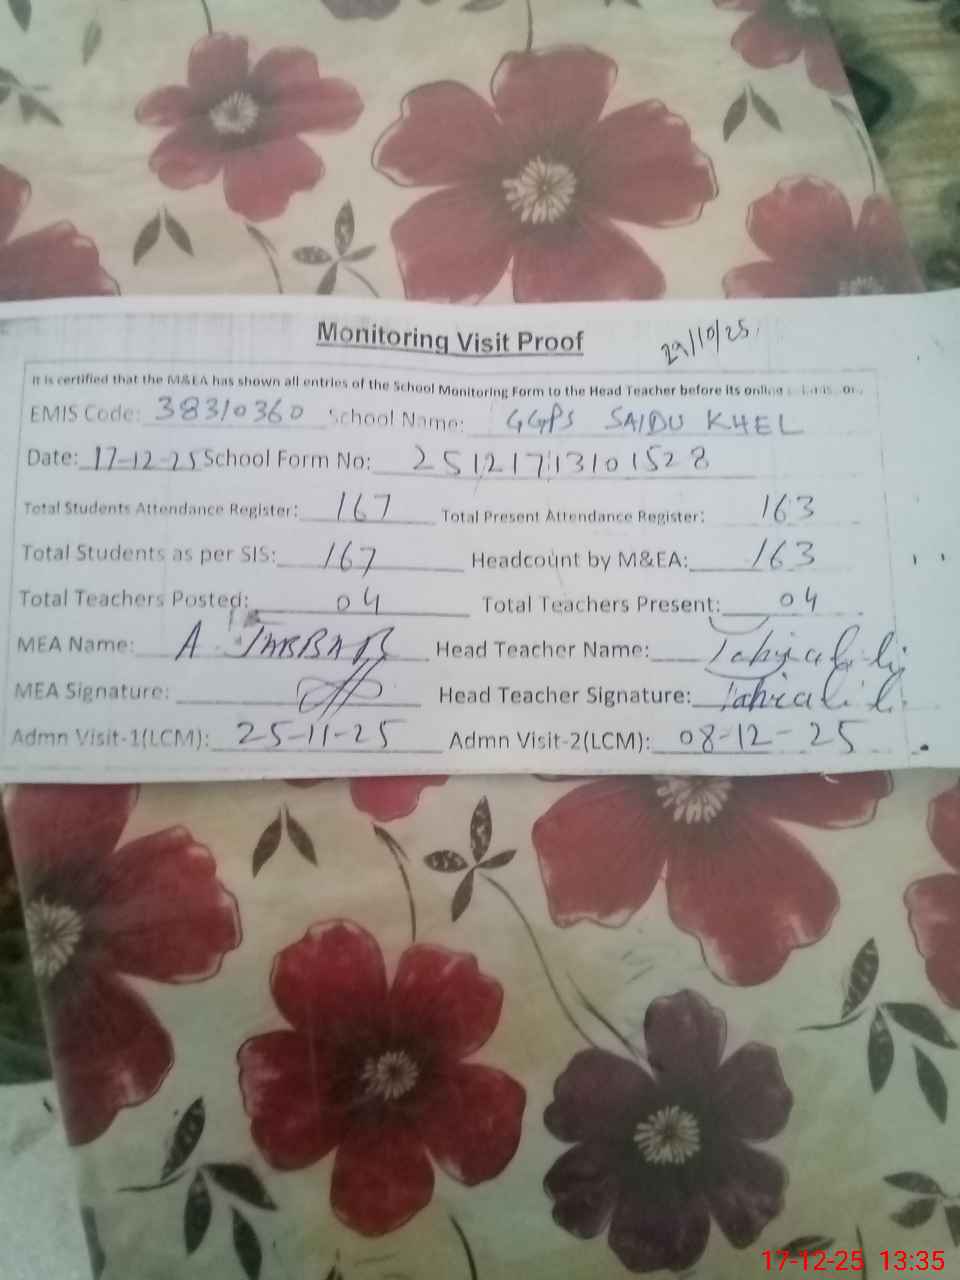 Monitoring Visit Proof
29/10/25
It is certified that the M&EA has shown all entries of the School Monitoring Form to the Head Teacher before its online
EMIS Code: 38310360 School Name: GGPS SAIDU KHEL
Date: 17-12-25 School Form No: 25121713101528
Total Students Attendance Register: 167 Total Present Attendance Register: 163
Total Students as per SIS: 167 Headcount by M&EA: 163
Total Teachers Posted: 04 Total Teachers Present: 04
MEA Name: A. JABBAR Head Teacher Name:
MEA Signature: Head Teacher Signature:
Admn Visit-1(LCM): 25-11-25 Admn Visit-2(LCM): 08-12-25
17-12-25 13:35